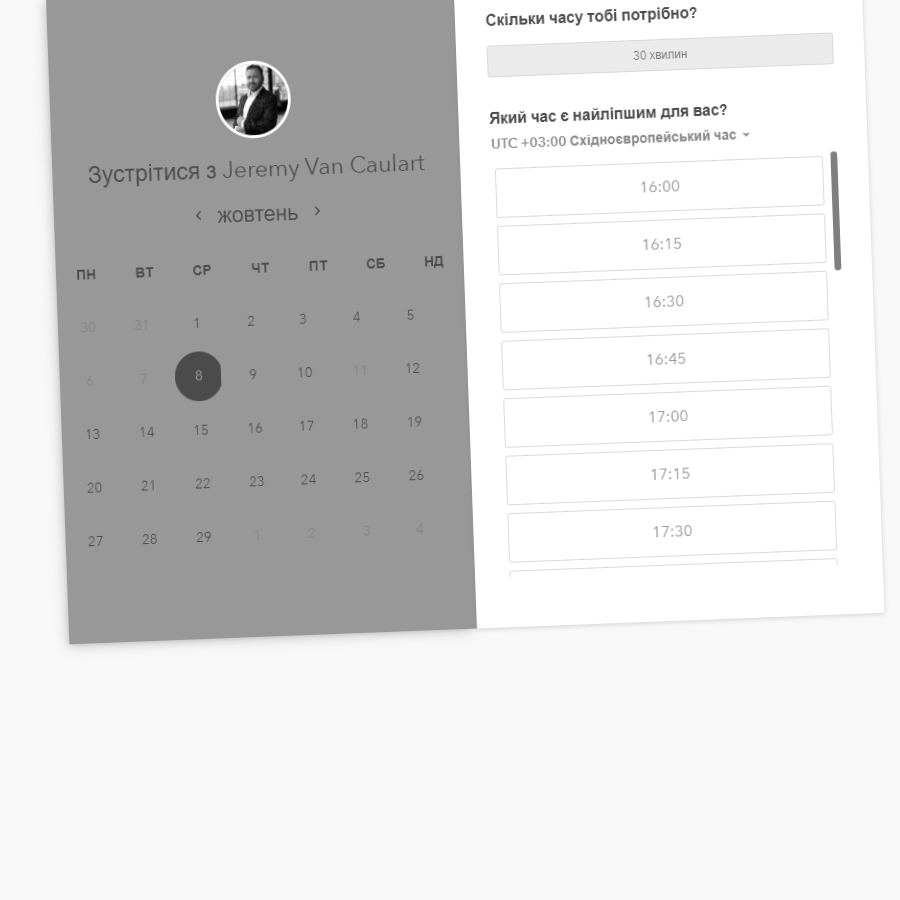 Зустрітися з Jeremy Van Caulart
‹ жовтень ›
ПН ВТ СР ЧТ ПТ СБ НД
30 31 1 2 3 4 5
6 7 8 9 10 11 12
13 14 15 16 17 18 19
20 21 22 23 24 25 26
27 28 29 1 2 3 4
Скільки часу тобі потрібно?
30 хвилин
Який час є найліпшим для вас?
UTC +03:00 Східноєвропейський час
16:00
16:15
16:30
16:45
17:00
17:15
17:30